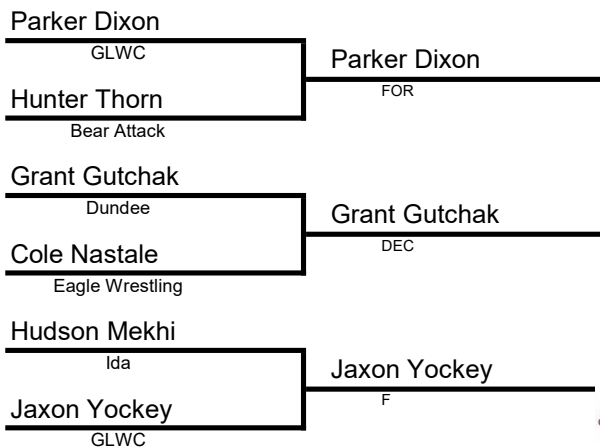 Parker Dixon
GLWC
Parker Dixon
FOR
Hunter Thorn
Bear Attack
Grant Gutchak
Dundee
Grant Gutchak
DEC
Cole Nastale
Eagle Wrestling
Hudson Mekhi
Ida
Jaxon Yockey
F
Jaxon Yockey
GLWC